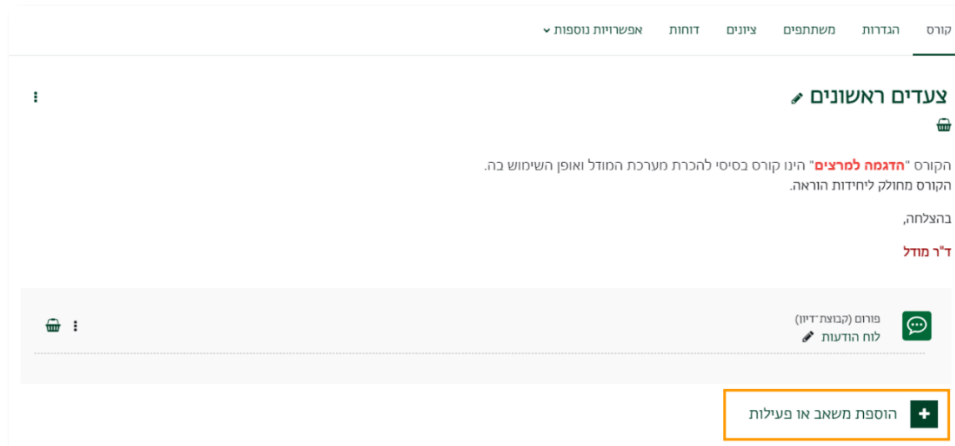 קורס הגדרות משתתפים ציונים דוחות אפשרויות נוספות
צעדים ראשונים
הקורס "הדגמה למרצים" הינו קורס בסיסי להכרת מערכת המודל ואופן השימוש בה.
הקורס מחולק ליחידות הוראה.
בהצלחה,
ד"ר מודל
פורום (קבוצת־דיון)
לוח הודעות
הוספת משאב או פעילות